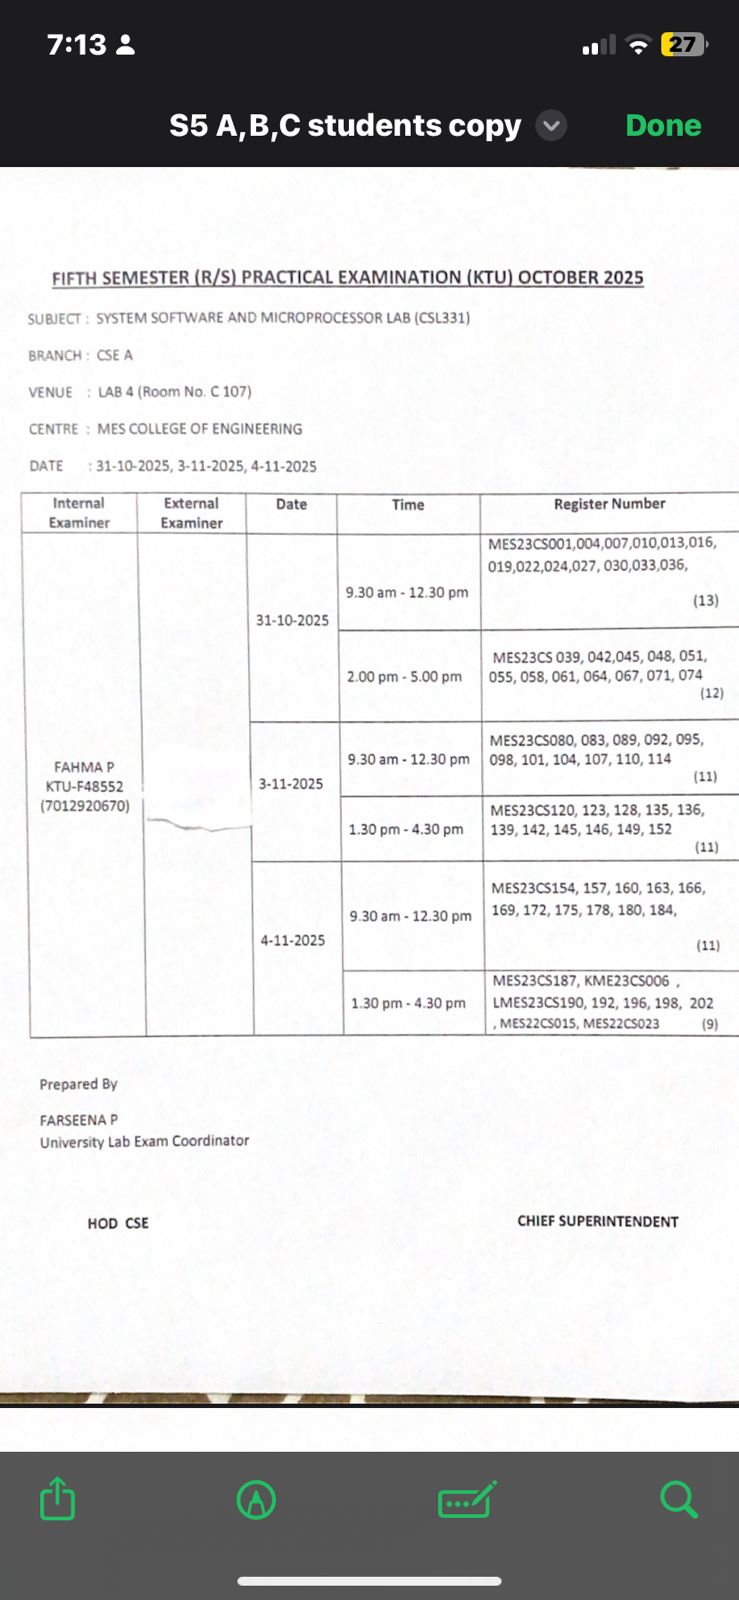 7:13
27
S5 A,B,C students copy
Done
FIFTH SEMESTER (R/S) PRACTICAL EXAMINATION (KTU) OCTOBER 2025
SUBJECT : SYSTEM SOFTWARE AND MICROPROCESSOR LAB (CSL331)
BRANCH : CSE A
VENUE : LAB 4 (Room No. C 107)
CENTRE : MES COLLEGE OF ENGINEERING
DATE : 31-10-2025, 3-11-2025, 4-11-2025
Internal Examiner
External Examiner
Date
Time
Register Number
FAHMA P
KTU-F48552
(7012920670)
31-10-2025
9.30 am - 12.30 pm
MES23CS001,004,007,010,013,016,
019,022,024,027, 030,033,036,
(13)
2.00 pm - 5.00 pm
MES23CS 039, 042,045, 048, 051,
055, 058, 061, 064, 067, 071, 074
(12)
3-11-2025
9.30 am - 12.30 pm
MES23CS080, 083, 089, 092, 095,
098, 101, 104, 107, 110, 114
(11)
1.30 pm - 4.30 pm
MES23CS120, 123, 128, 135, 136,
139, 142, 145, 146, 149, 152
(11)
4-11-2025
9.30 am - 12.30 pm
MES23CS154, 157, 160, 163, 166,
169, 172, 175, 178, 180, 184,
(11)
1.30 pm - 4.30 pm
MES23CS187, KME23CS006 ,
LMES23CS190, 192, 196, 198, 202
, MES22CS015, MES22CS023 (9)
Prepared By
FARSEENA P
University Lab Exam Coordinator
HOD CSE
CHIEF SUPERINTENDENT